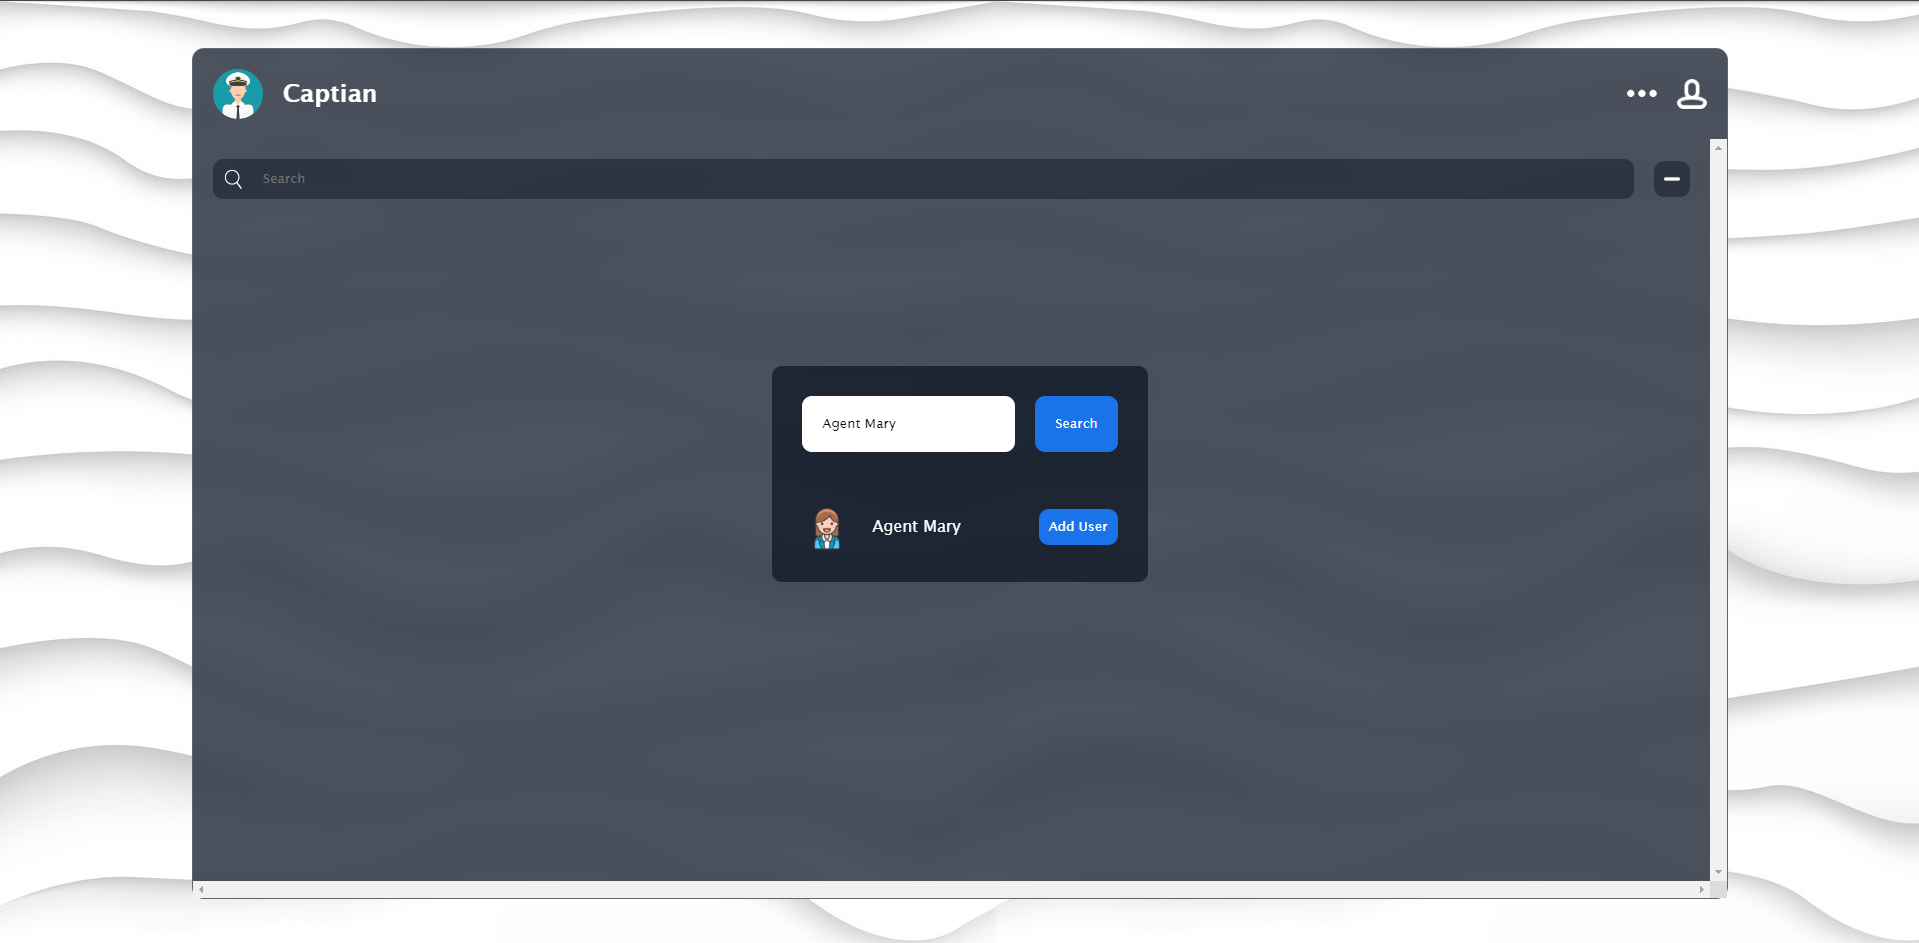 Captian
Search
Agent Mary
Search
Agent Mary
Add User